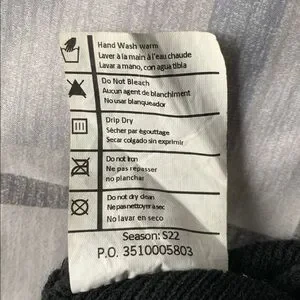 Hand Wash warm
Laver à la main à l'eau chaude
Lavar a mano, con agua tibia
Do Not Bleach
Aucun agent de blanchiment
No usar blanqueador
Drip Dry
Sécher par égouttage
Secar colgado sin exprimir
Do not Iron
Ne pas repasser
no planchar
Do not dry clean
Ne pas nettoyer à sec
No lavar en seco
Season: S22
P.O. 3510005803